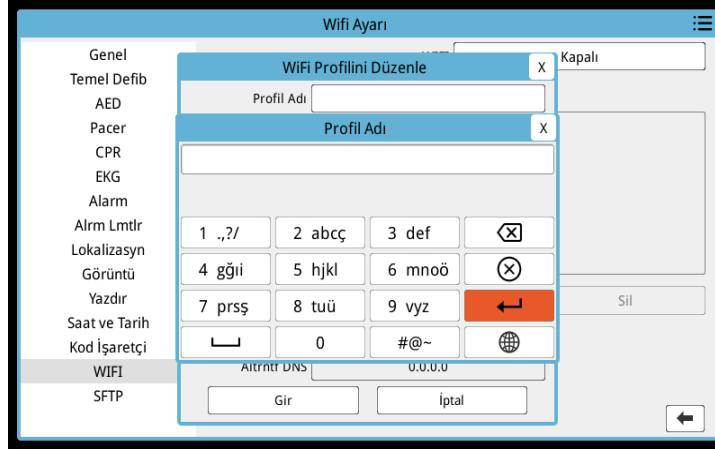 Wifi Ayarı
Genel
Temel Defib
AED
Pacer
CPR
EKG
Alarm
Alrm Lmtlr
Lokalizasyn
Görüntü
Yazdır
Saat ve Tarih
Kod İşaretçi
WIFI
SFTP
Kapalı
WiFi Profilini Düzenle
X
Profil Adı
Profil Adı
X
1 .,?/
2 abcç
3 def
4 gğıi
5 hjkl
6 mnoö
7 prsş
8 tuü
9 vyz
0
#@~
Sil
Altrntf DNS
0.0.0.0
Gir
İptal